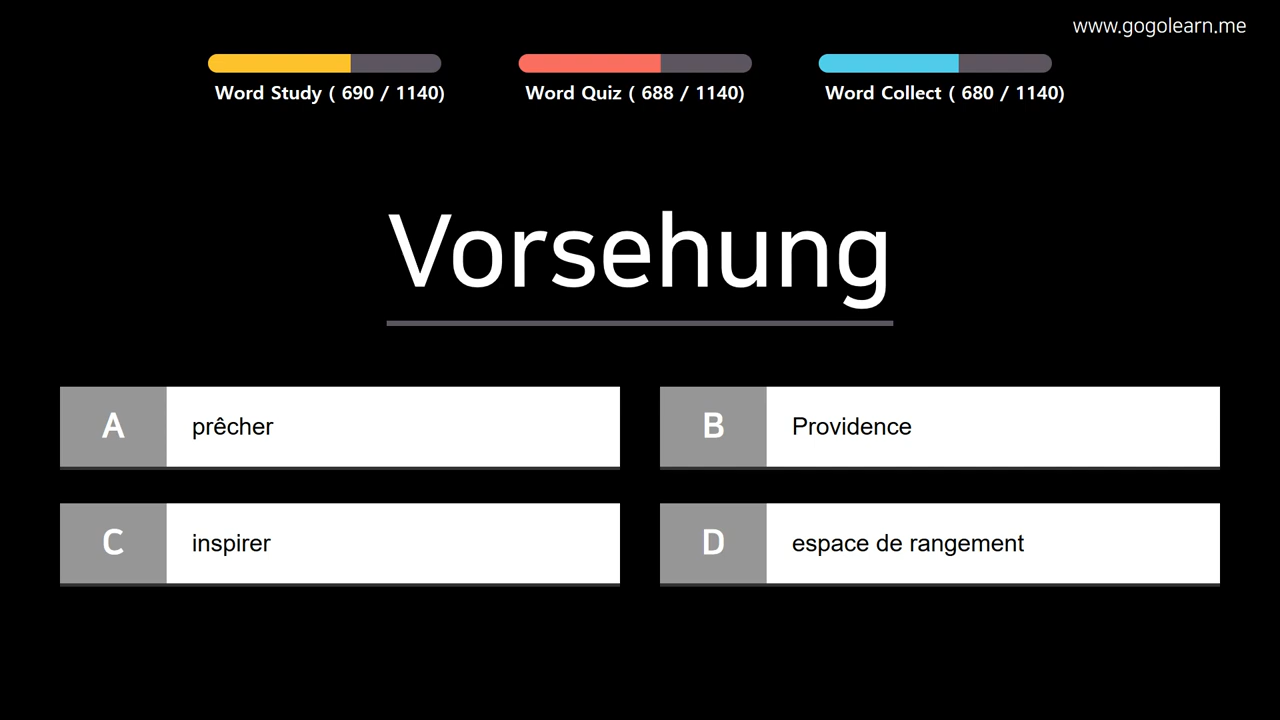 www.gogolearn.me
Word Study ( 690 / 1140)
Word Quiz ( 688 / 1140)
Word Collect ( 680 / 1140)
Vorsehung
A prêcher
B Providence
C inspirer
D espace de rangement